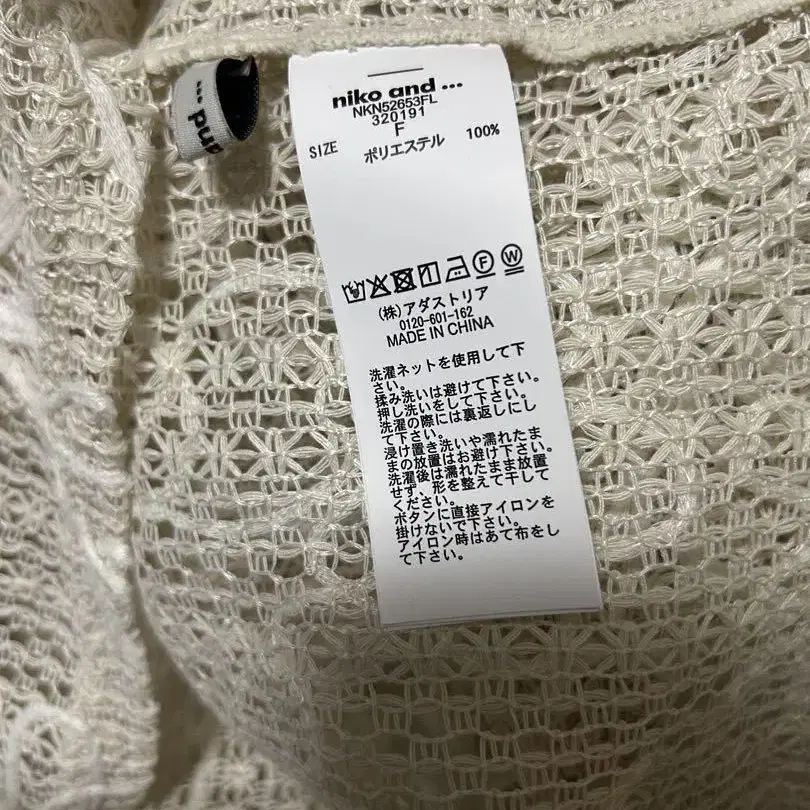 ... pu
niko and ...
NKN52653FL
320191
SIZE F
ポリエステル 100%
F W
(株)アダストリア
0120-601-162
MADE IN CHINA
洗濯ネットを使用して下
さい。
揉み洗いは避けて下さい。
押し洗いをして下さい。
洗濯の際には裏返しにし
て下さい。
浸け置き洗いや濡れたま
まの放置はお避け下さい。
洗濯後は濡れたまま放置
せず、形を整えて干して
ください。
ボタンに直接アイロンを
掛けないで下さい。
アイロン時はあて布をし
て下さい。